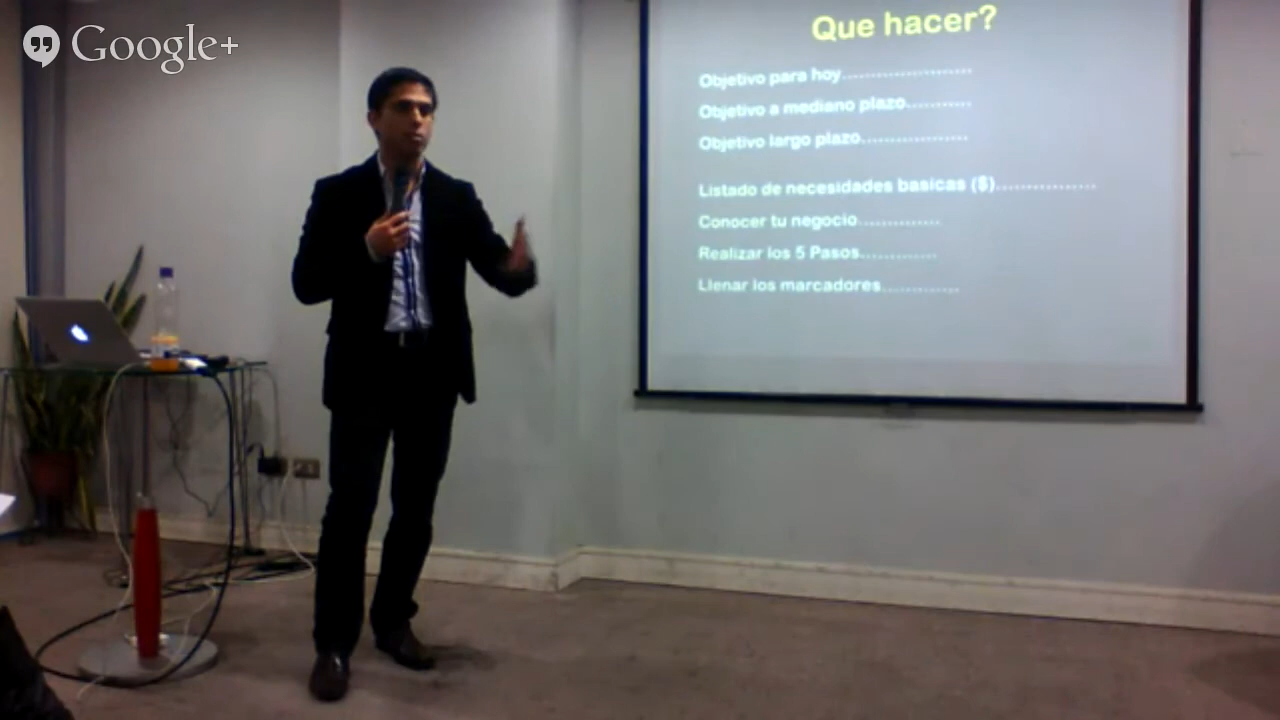 Google+
Que hacer?
Objetivo para hoy......................
Objetivo a mediano plazo...........
Objetivo largo plazo..................
Listado de necesidades basicas ($)................
Conocer tu negocio.............
Realizar los 5 Pasos............
Llenar los marcadores............